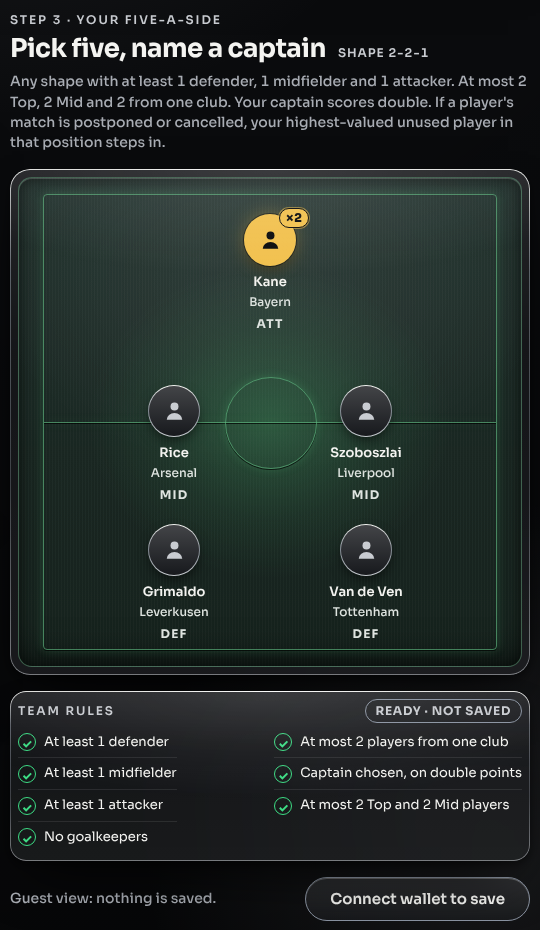 STEP 3 · YOUR FIVE-A-SIDE
Pick five, name a captain SHAPE 2-2-1
Any shape with at least 1 defender, 1 midfielder and 1 attacker. At most 2
Top, 2 Mid and 2 from one club. Your captain scores double. If a player's
match is postponed or cancelled, your highest-valued unused player in
that position steps in.
×2
Kane
Bayern
ATT
Rice
Arsenal
MID
Szoboszlai
Liverpool
MID
Grimaldo
Leverkusen
DEF
Van de Ven
Tottenham
DEF
TEAM RULES
READY · NOT SAVED
At least 1 defender
At most 2 players from one club
At least 1 midfielder
Captain chosen, on double points
At least 1 attacker
At most 2 Top and 2 Mid players
No goalkeepers
Guest view: nothing is saved.
Connect wallet to save